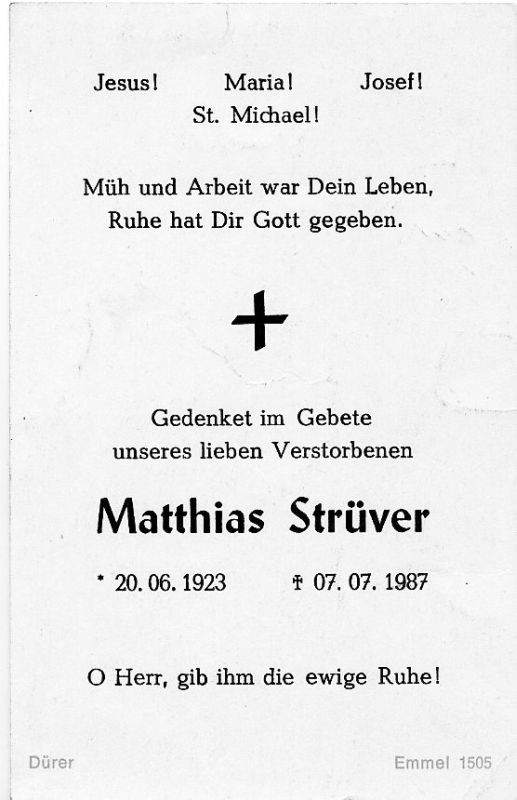 Jesus! Maria! Josef!
St. Michael!
Müh und Arbeit war Dein Leben,
Ruhe hat Dir Gott gegeben.
Gedenket im Gebete
unseres lieben Verstorbenen
Matthias Strüver
* 20. 06. 1923 ✝ 07. 07. 1987
O Herr, gib ihm die ewige Ruhe!
Dürer Emmel 1505